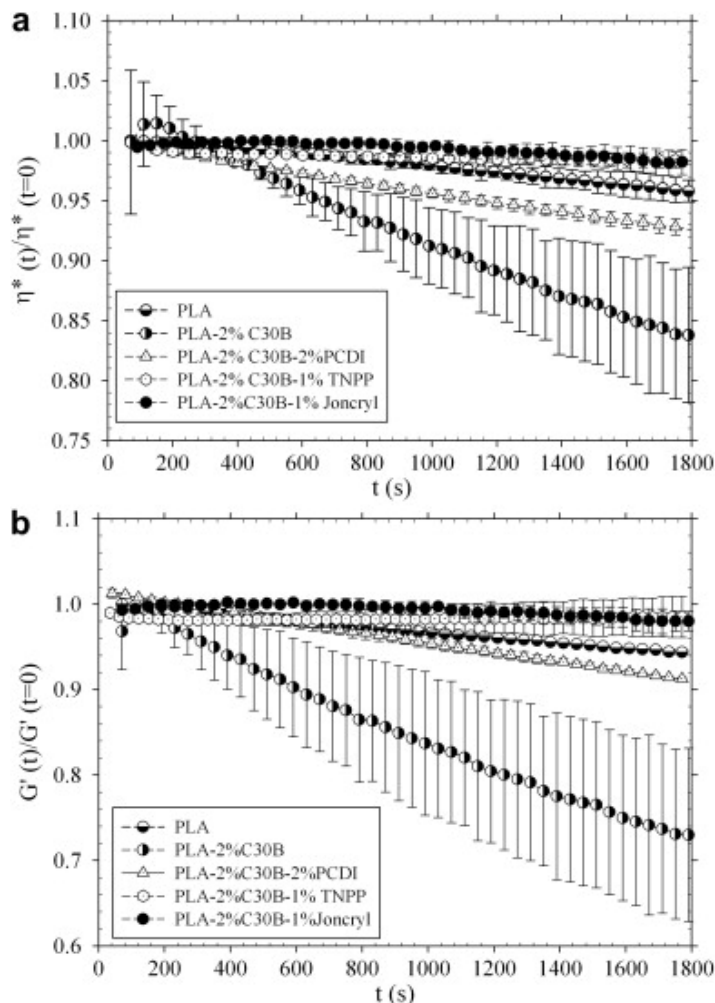 a
1.10
1.05
1.00
0.95
0.90
0.85
0.80
0.75
η* (t)/η* (t=0)
PLA
PLA-2% C30B
PLA-2% C30B-2%PCDI
PLA-2% C30B-1% TNPP
PLA-2%C30B-1% Joncryl
0 200 400 600 800 1000 1200 1400 1600 1800
t (s)
b
1.1
1.0
0.9
0.8
0.7
0.6
G' (t)/G' (t=0)
PLA
PLA-2%C30B
PLA-2%C30B-2%PCDI
PLA-2%C30B-1% TNPP
PLA-2%C30B-1%Joncryl
0 200 400 600 800 1000 1200 1400 1600 1800
t (s)